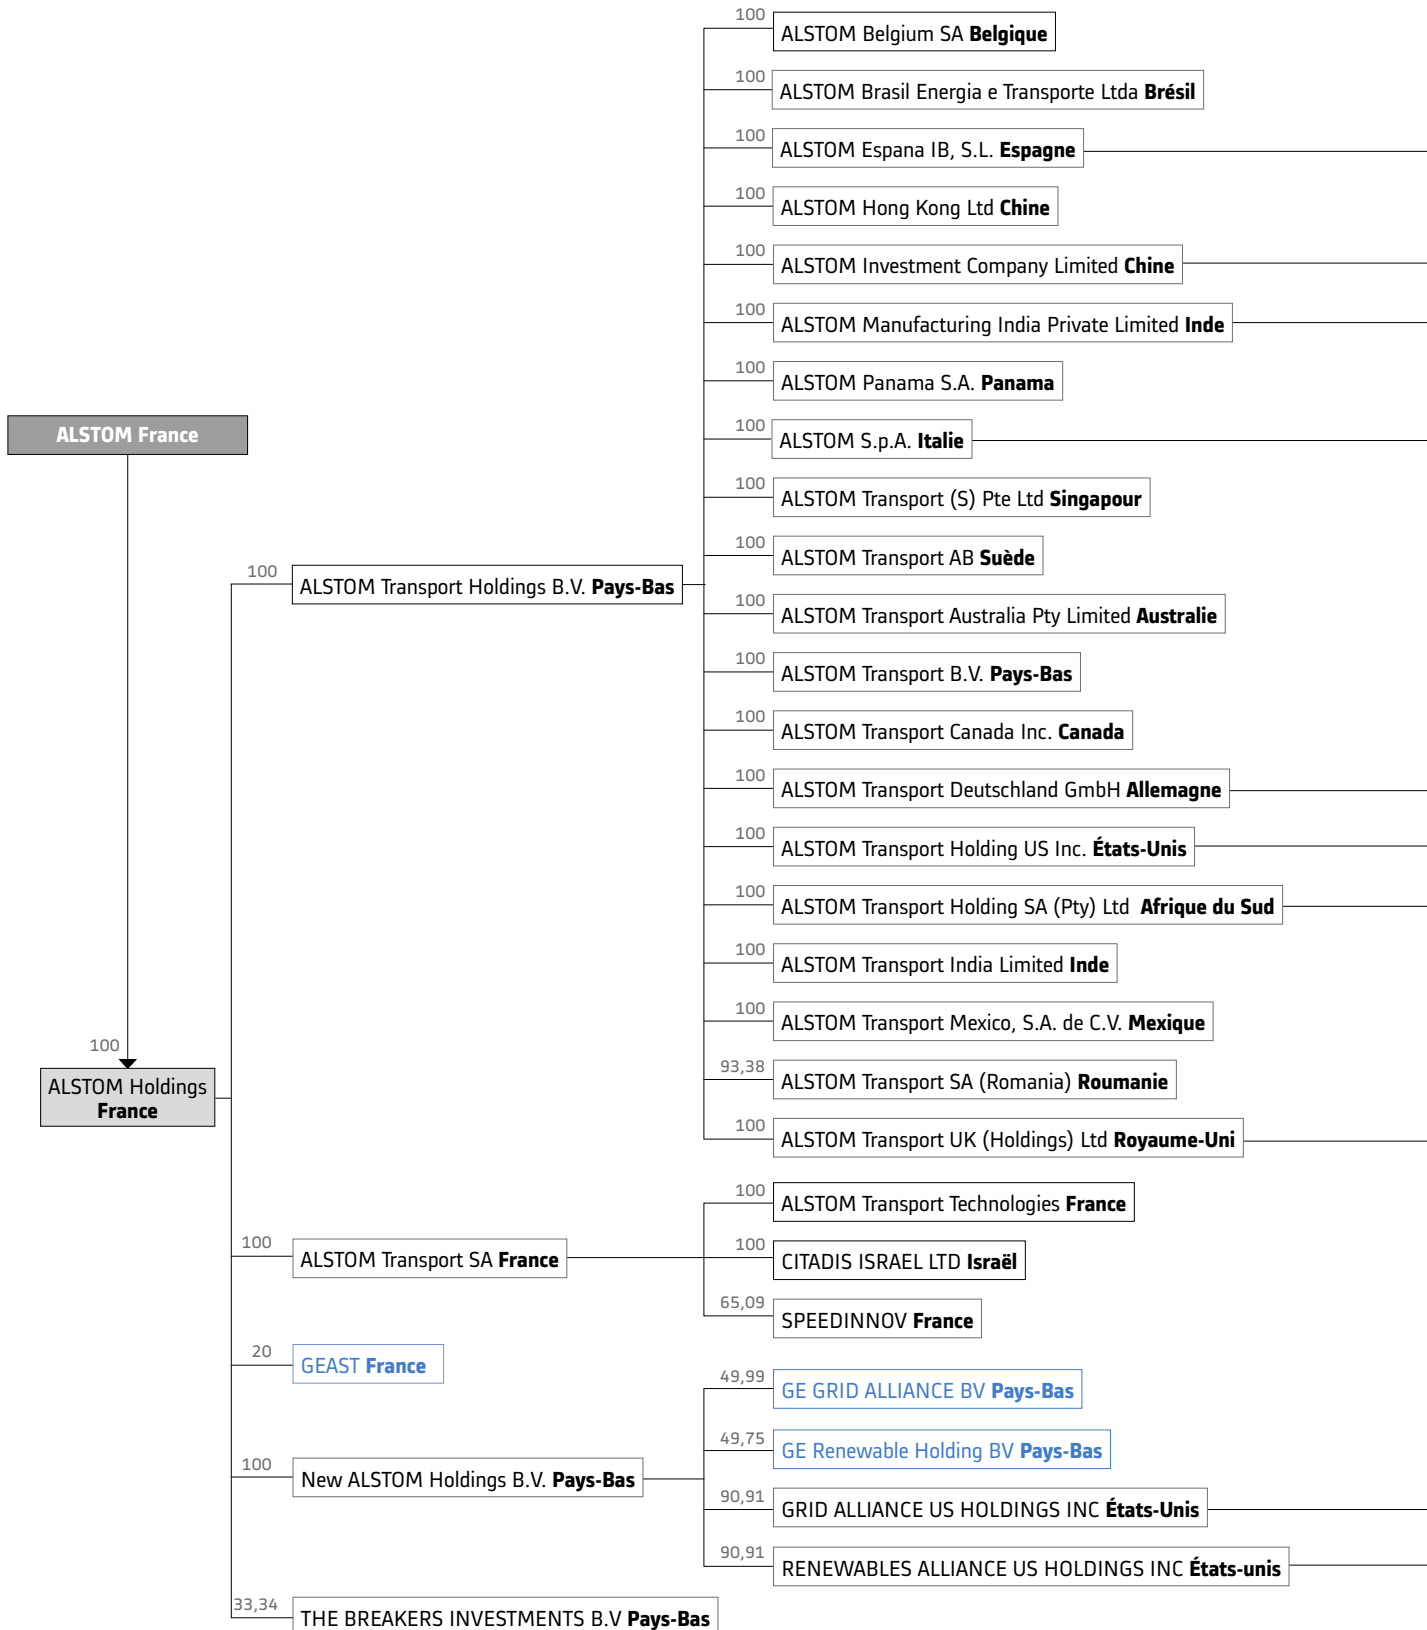 100
ALSTOM Belgium SA Belgique
100
ALSTOM Brasil Energia e Transporte Ltda Brésil
100
ALSTOM Espana IB, S.L. Espagne
100
ALSTOM Hong Kong Ltd Chine
100
ALSTOM Investment Company Limited Chine
100
ALSTOM Manufacturing India Private Limited Inde
100
ALSTOM Panama S.A. Panama
ALSTOM France
100
ALSTOM S.p.A. Italie
100
ALSTOM Transport (S) Pte Ltd Singapour
100
ALSTOM Transport AB Suède
100
ALSTOM Transport Holdings B.V. Pays-Bas
100
ALSTOM Transport Australia Pty Limited Australie
100
ALSTOM Transport B.V. Pays-Bas
100
ALSTOM Transport Canada Inc. Canada
100
ALSTOM Transport Deutschland GmbH Allemagne
100
ALSTOM Transport Holding US Inc. États-Unis
100
ALSTOM Transport Holding SA (Pty) Ltd Afrique du Sud
100
ALSTOM Transport India Limited Inde
100
ALSTOM Transport Mexico, S.A. de C.V. Mexique
100
ALSTOM Holdings
France
93,38
ALSTOM Transport SA (Romania) Roumanie
100
ALSTOM Transport UK (Holdings) Ltd Royaume-Uni
100
ALSTOM Transport Technologies France
100
ALSTOM Transport SA France
100
CITADIS ISRAEL LTD Israël
65,09
SPEEDINNOV France
20
GEAST France
49,99
GE GRID ALLIANCE BV Pays-Bas
49,75
GE Renewable Holding BV Pays-Bas
100
New ALSTOM Holdings B.V. Pays-Bas
90,91
GRID ALLIANCE US HOLDINGS INC États-Unis
90,91
RENEWABLES ALLIANCE US HOLDINGS INC États-unis
33,34
THE BREAKERS INVESTMENTS B.V Pays-Bas